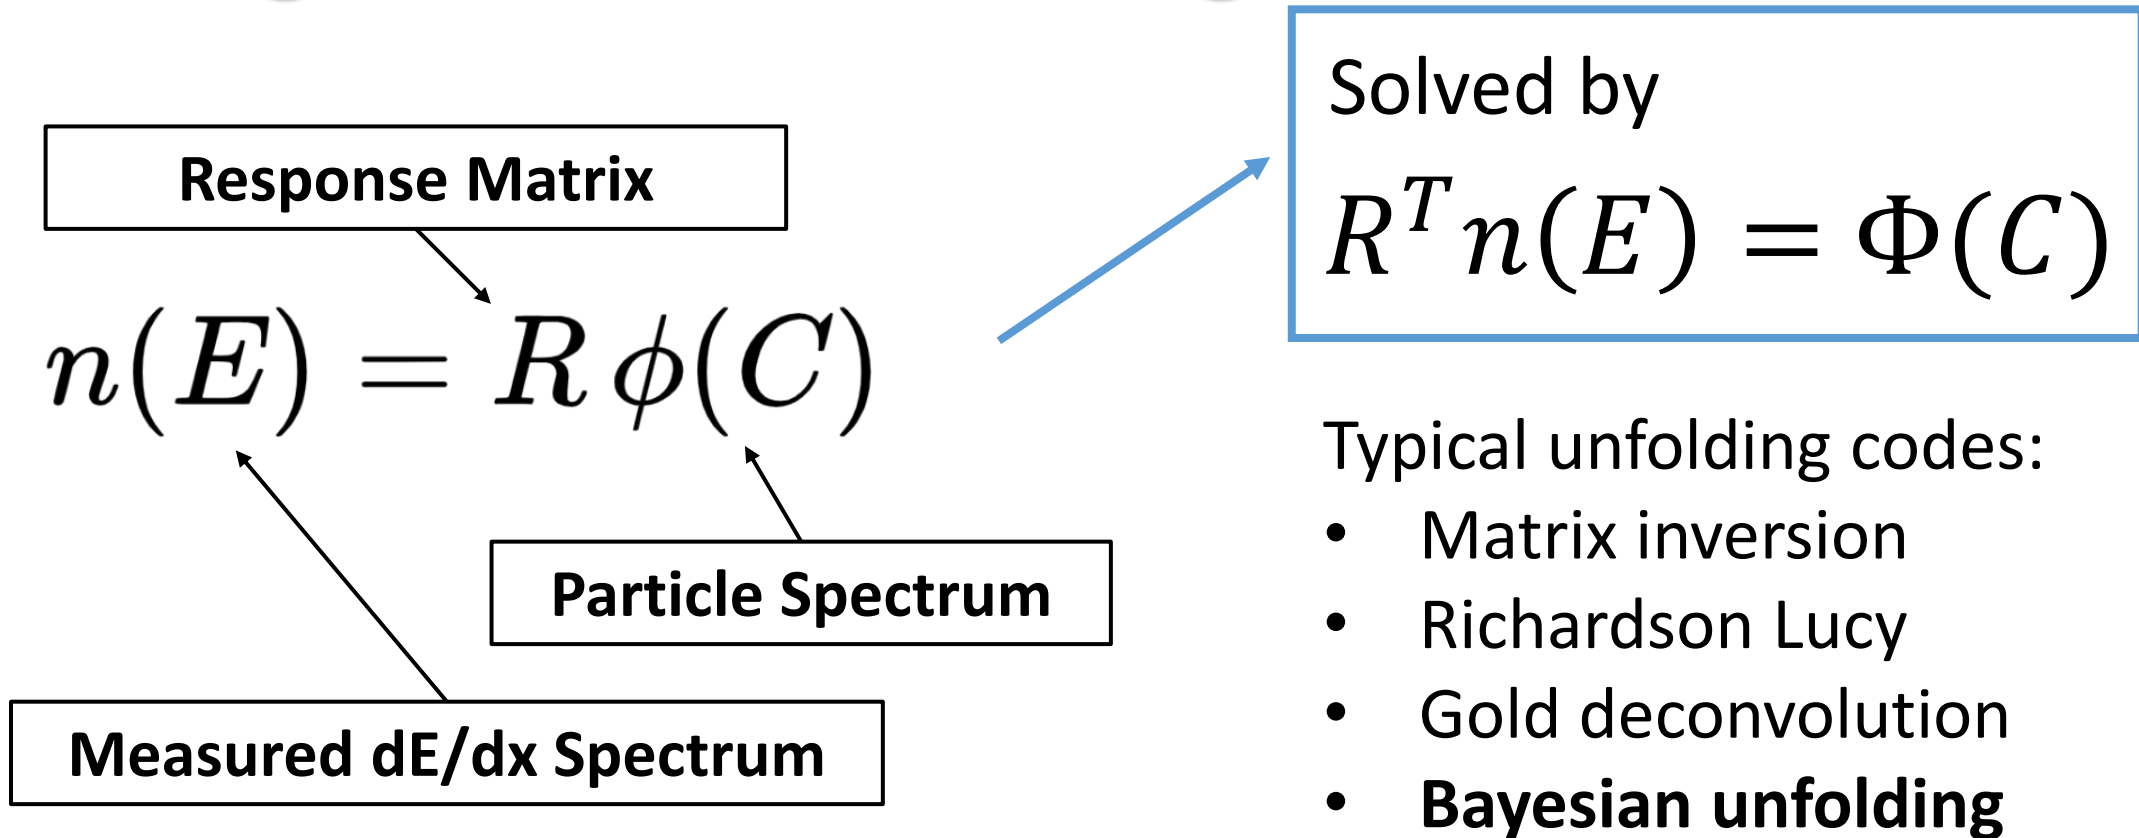 Response Matrix
n(E) = R ϕ(C)
Particle Spectrum
Measured dE/dx Spectrum
Solved by
Rᵀn(E) = Φ(C)
Typical unfolding codes:
• Matrix inversion
• Richardson Lucy
• Gold deconvolution
• Bayesian unfolding